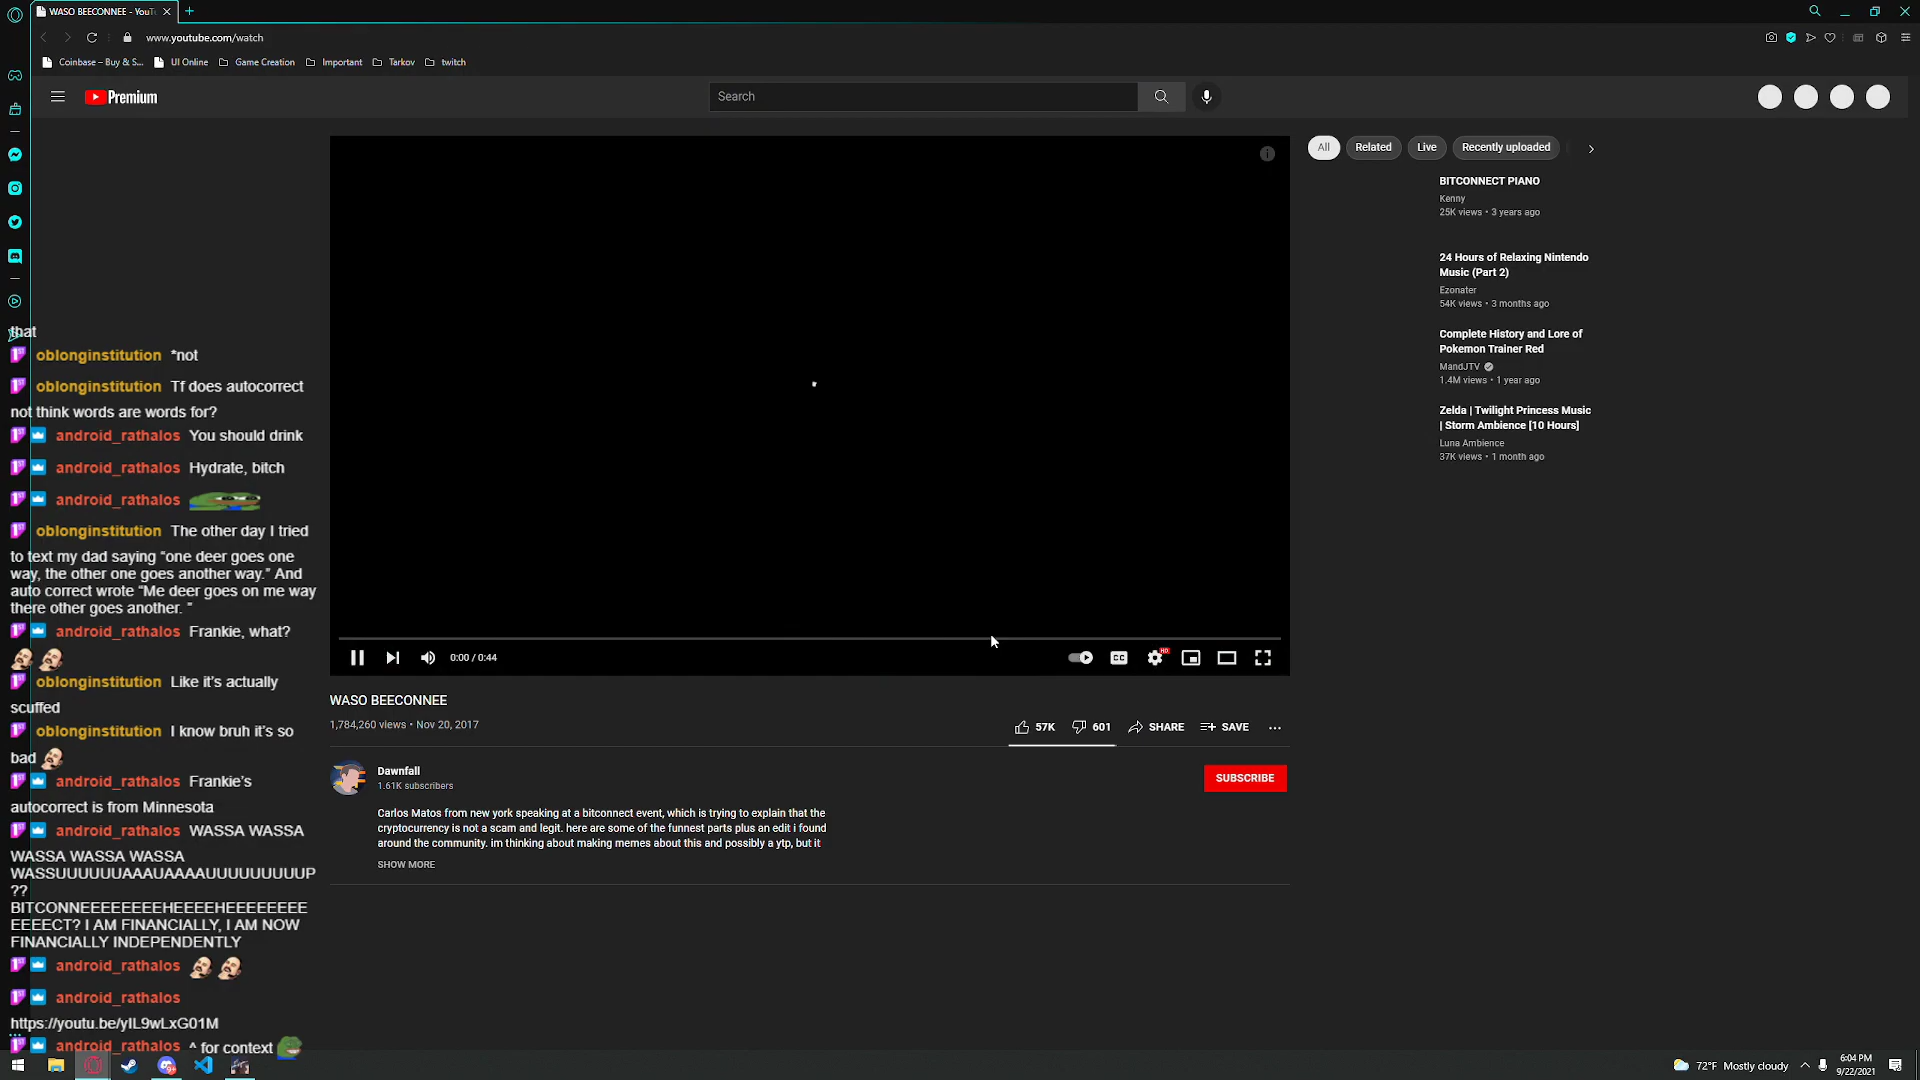 WASO BEECONNEE - YouT
www.youtube.com/watch
Coinbase – Buy & S... UI Online Game Creation Important Tarkov twitch
Premium
Search
All Related Live Recently uploaded
BITCONNECT PIANO
Kenny
25K views • 3 years ago
24 Hours of Relaxing Nintendo
Music (Part 2)
Ezonater
54K views • 3 months ago
Complete History and Lore of
Pokemon Trainer Red
MandJTV
1.4M views • 1 year ago
Zelda | Twilight Princess Music
| Storm Ambience [10 Hours]
Luna Ambience
37K views • 1 month ago
that
oblonginstitution *not
oblonginstitution Tf does autocorrect
not think words are words for?
android_rathalos You should drink
android_rathalos Hydrate, bitch
android_rathalos
oblonginstitution The other day I tried
to text my dad saying “one deer goes one
way, the other one goes another way.” And
auto correct wrote “Me deer goes on me way
there other goes another. ”
android_rathalos Frankie, what?
oblonginstitution Like it’s actually
scuffed
oblonginstitution I know bruh it’s so
bad
android_rathalos Frankie’s
autocorrect is from Minnesota
android_rathalos WASSA WASSA
WASSA WASSA WASSA
WASSUUUUUUAAAUAAAAUUUUUUUUUP
??
BITCONNEEEEEEEEHEEEEHEEEEEEEE
EEEECT? I AM FINANCIALLY, I AM NOW
FINANCIALLY INDEPENDENTLY
android_rathalos
android_rathalos
https://youtu.be/yIL9wLxG01M
android_rathalos ^ for context
0:00 / 0:44
CC
HD
WASO BEECONNEE
1,784,260 views • Nov 20, 2017
57K 601 SHARE SAVE
Dawnfall
1.61K subscribers
SUBSCRIBE
Carlos Matos from new york speaking at a bitconnect event, which is trying to explain that the
cryptocurrency is not a scam and legit. here are some of the funnest parts plus an edit i found
around the community. im thinking about making memes about this and possibly a ytp, but it
SHOW MORE
72°F Mostly cloudy
6:04 PM
9/22/2021